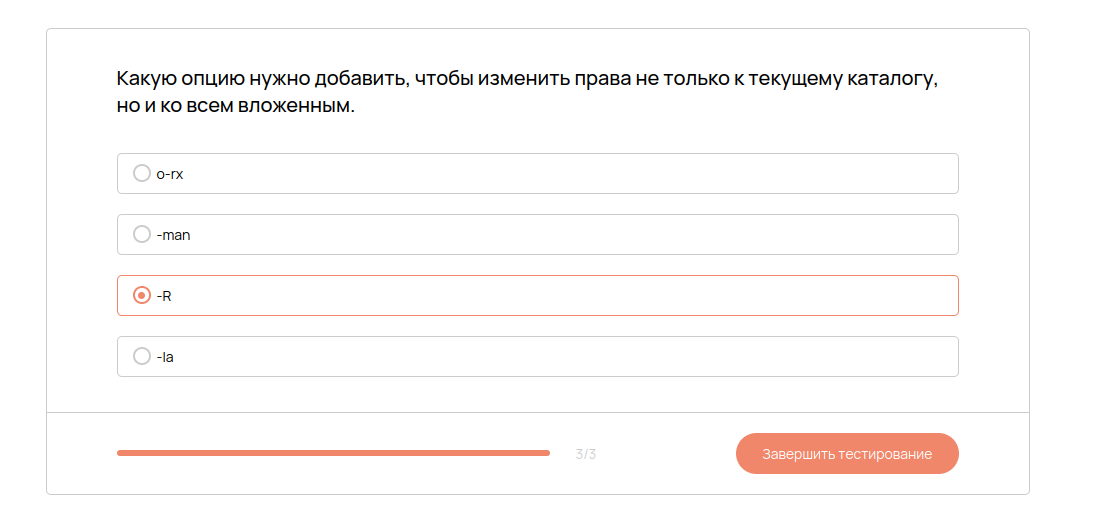 Какую опцию нужно добавить, чтобы изменить права не только к текущему каталогу,
но и ко всем вложенным.
o-rx
-man
-R
-la
3/3
Завершить тестирование